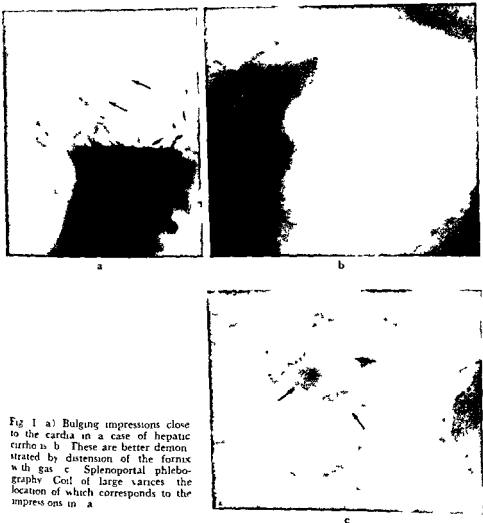 a
b
Fig 1 a) Bulging impressions close
to the cardia in a case of hepatic
cirrhosis b These are better demon
strated by distension of the fornix
with gas c Splenoportal phlebo-
graphy Coil of large varices the
location of which corresponds to the
impressions in a
c